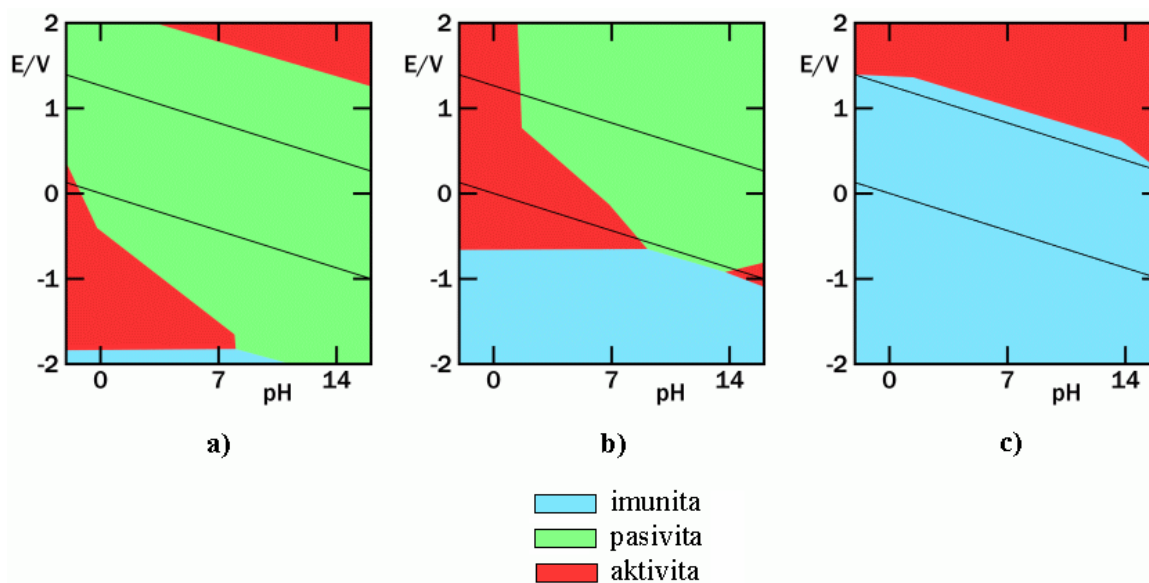 2 2 2
E/V E/V E/V
1 1 1
0 0 0
-1 -1 -1
-2 -2 -2
0 7 14 0 7 14 0 7 14
pH pH pH
a) b) c)
imunita
pasivita
aktivita